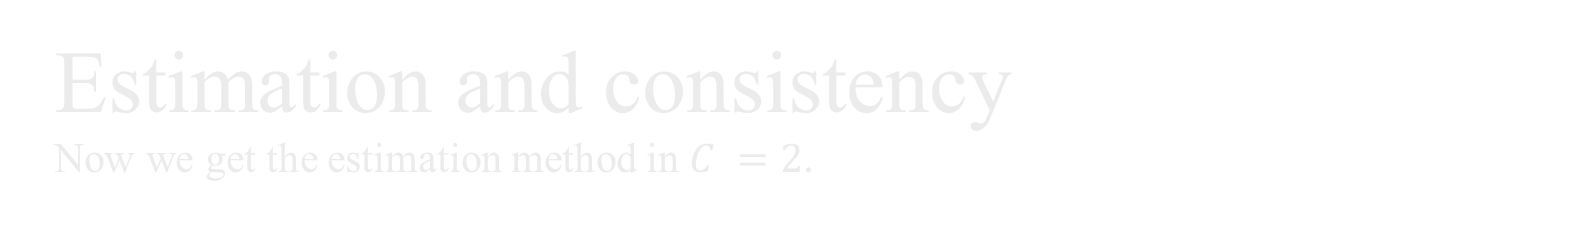 Estimation and consistency
Now we get the estimation method in 𝐶 = 2.